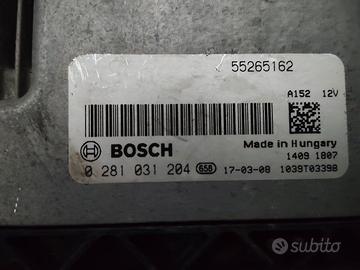 55265162
A152 12V
BOSCH
Made in Hungary
1409 1807
0 281 031 204 658 17-03-08 1039T03398
subito